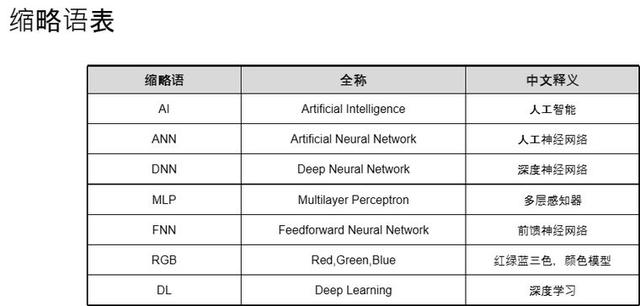 缩略语表
缩略语 全称 中文释义
AI Artificial Intelligence 人工智能
ANN Artificial Neural Network 人工神经网络
DNN Deep Neural Network 深度神经网络
MLP Multilayer Perceptron 多层感知器
FNN Feedforward Neural Network 前馈神经网络
RGB Red,Green,Blue 红绿蓝三色，颜色模型
DL Deep Learning 深度学习